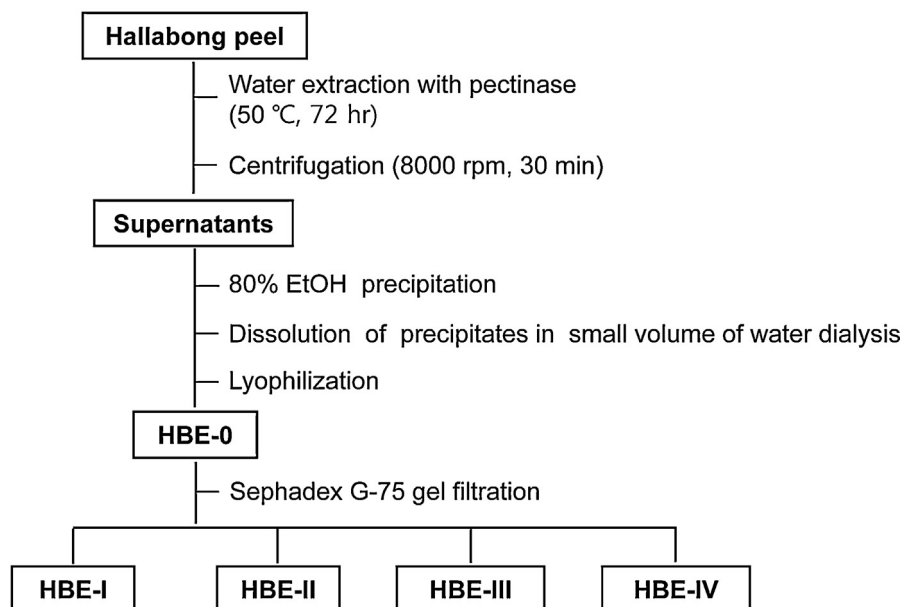 Hallabong peel
Water extraction with pectinase
(50 ℃, 72 hr)
Centrifugation (8000 rpm, 30 min)
Supernatants
80% EtOH precipitation
Dissolution of precipitates in small volume of water dialysis
Lyophilization
HBE-0
Sephadex G-75 gel filtration
HBE-I HBE-II HBE-III HBE-IV